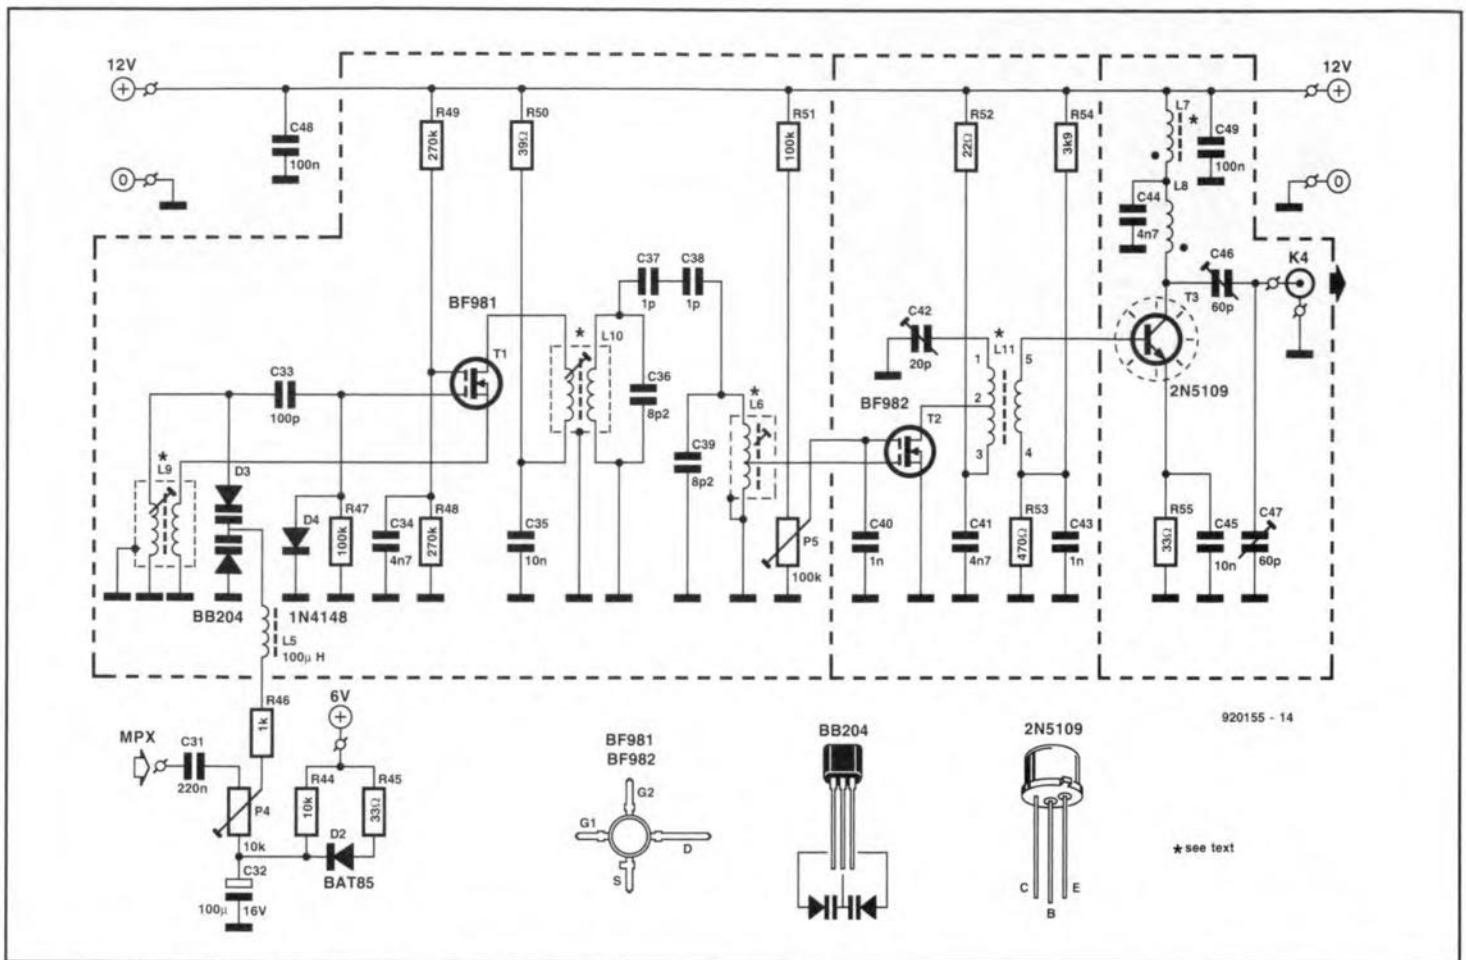 12V
12V
+
+
0
0
C48
100n
R49
270k
R50
39Ω
R51
100k
R52
22Ω
R54
3k9
L7
*
C49
100n
C44
4n7
L8
C46
60p
K4
T3
2N5109
C37
1p
C38
1p
BF981
T1
*
L10
C36
8p2
C42
20p
*
L11
1
2
3
5
4
BF982
T2
C33
100p
*
L6
C39
8p2
*
L9
D3
D4
R47
100k
C34
4n7
R48
270k
C35
10n
P5
100k
C40
1n
C41
4n7
R53
470Ω
C43
1n
R55
33Ω
C45
10n
C47
60p
BB204
1N4148
L5
100μ H
R46
1k
6V
+
MPX
C31
220n
P4
10k
R44
10k
R45
33Ω
D2
BAT85
C32
100μ
16V
BF981
BF982
G2
G1
D
S
BB204
2N5109
C
B
E
920155 - 14
* see text